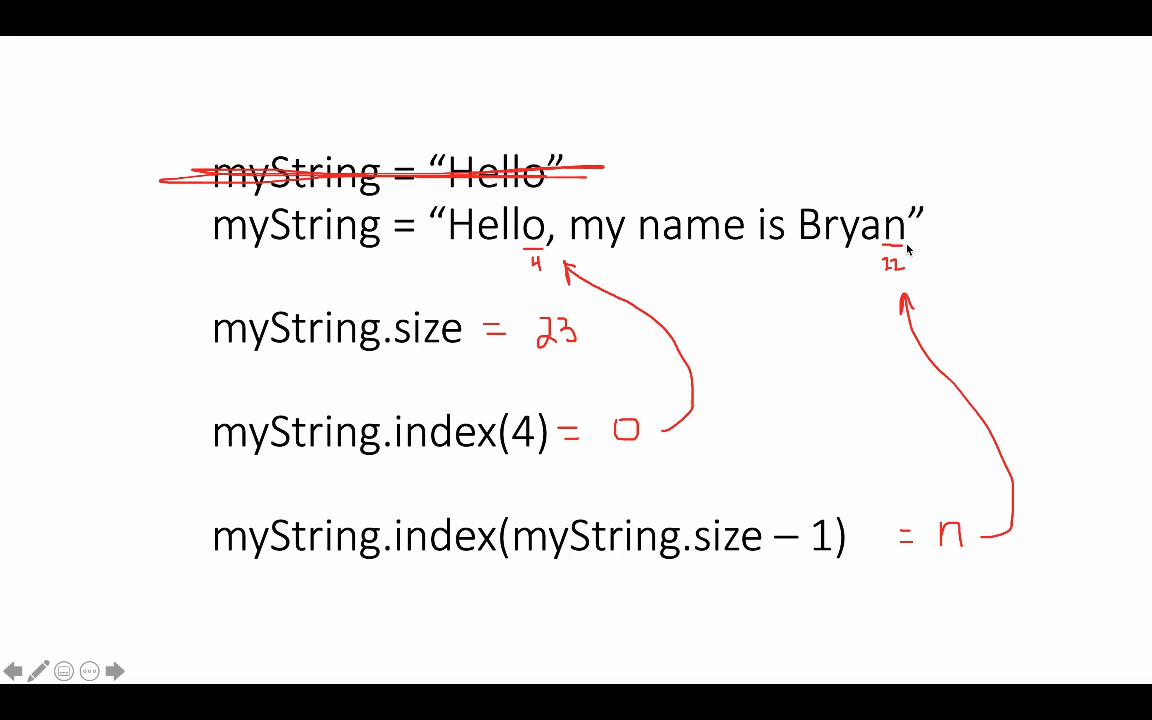 myString = “Hello”
myString = “Hello, my name is Bryan”
4
22
myString.size = 23
myString.index(4) = o
myString.index(myString.size – 1) = n